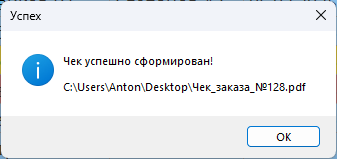 Успех
Чек успешно сформирован!
C:\Users\Anton\Desktop\Чек_заказа_№128.pdf
OK